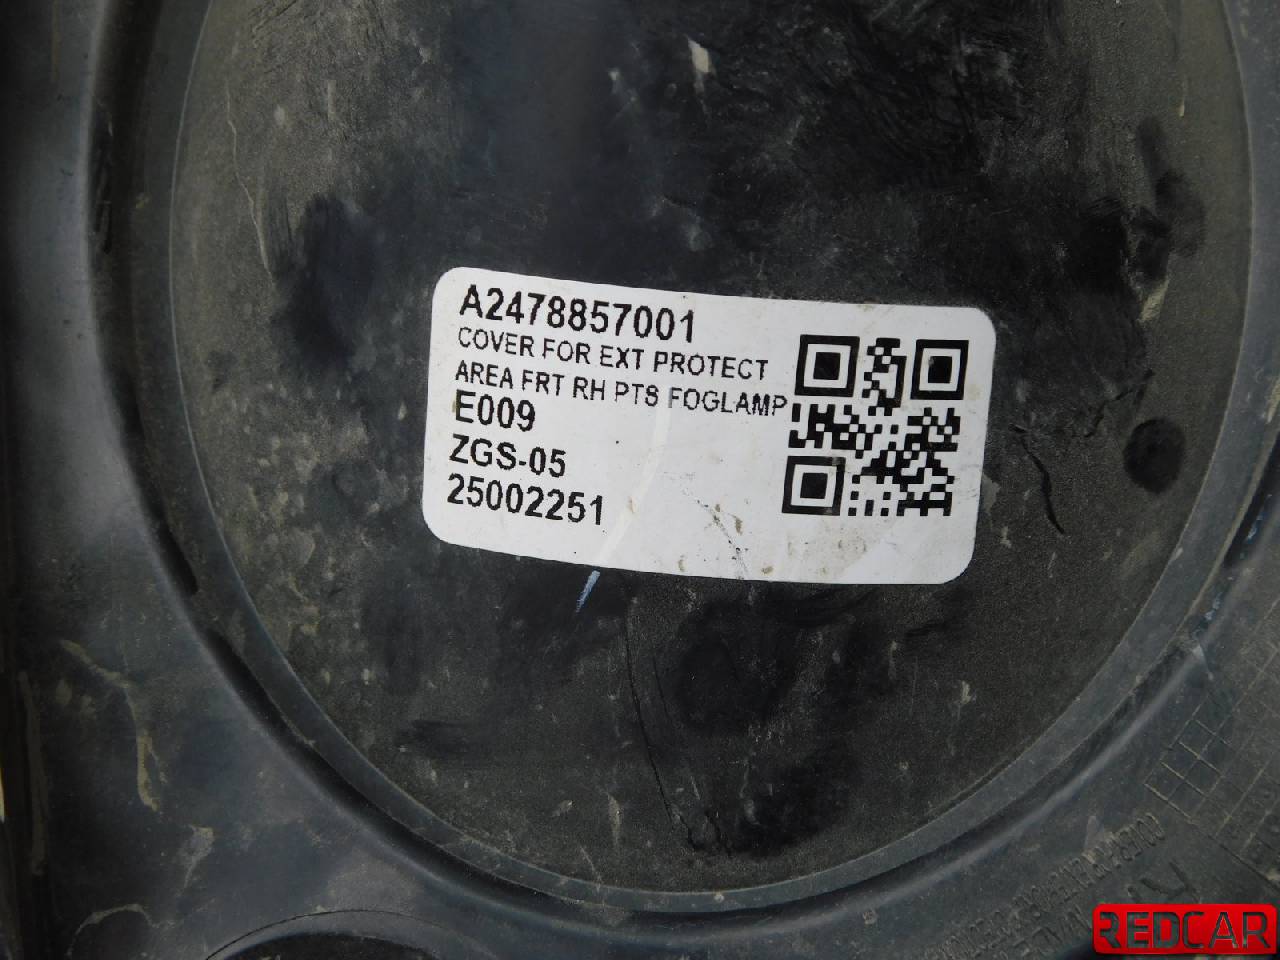 A2478857001
COVER FOR EXT PROTECT
AREA FRT RH PTS FOGLAMP
E009
ZGS-05
25002251
REDCAR